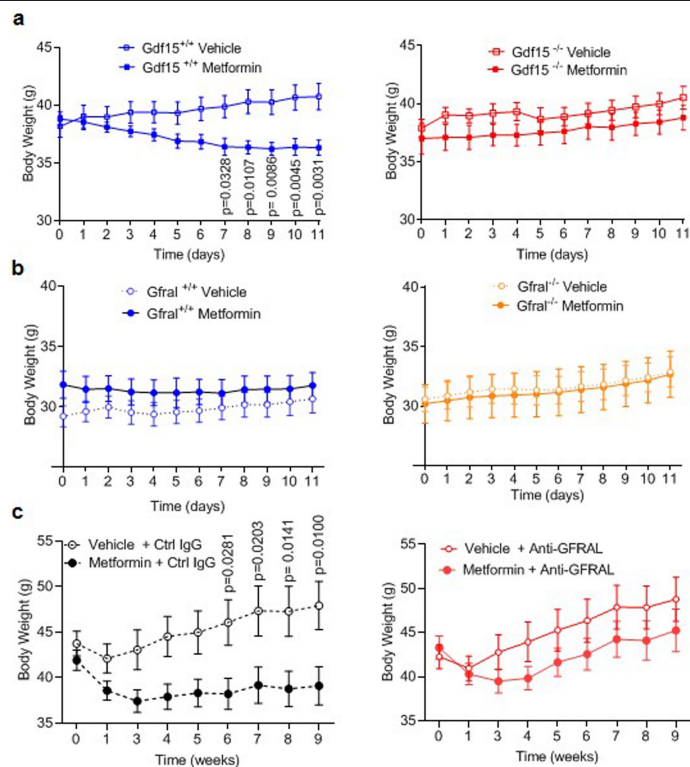 a
Gdf15+/+ Vehicle
Gdf15 +/+ Metformin
Body Weight (g)
45
40
35
30
p=0.0328
p=0.0107
p= 0.0086
p=0.0045
p=0.0031
0 1 2 3 4 5 6 7 8 9 10 11
Time (days)
Gdf15 -/- Vehicle
Gdf15 -/- Metformin
Body Weight (g)
45
40
35
30
0 1 2 3 4 5 6 7 8 9 10 11
Time (days)
b
Gfral +/+ Vehicle
Gfral+/+ Metformin
Body Weight (g)
40
35
30
0 1 2 3 4 5 6 7 8 9 10 11
Time (days)
Gfral-/- Vehicle
Gfral-/- Metformin
Body Weight (g)
40
35
30
0 1 2 3 4 5 6 7 8 9 10 11
Time (days)
c
Vehicle + Ctrl IgG
Metformin + Ctrl IgG
Body Weight (g)
55
50
45
40
35
p=0.0281
p=0.0203
p= 0.0141
p=0.0100
0 1 3 4 5 6 7 8 9
Time (weeks)
Vehicle + Anti-GFRAL
Metformin + Anti-GFRAL
Body Weight (g)
55
50
45
40
35
0 1 3 4 5 6 7 8 9
Time (weeks)